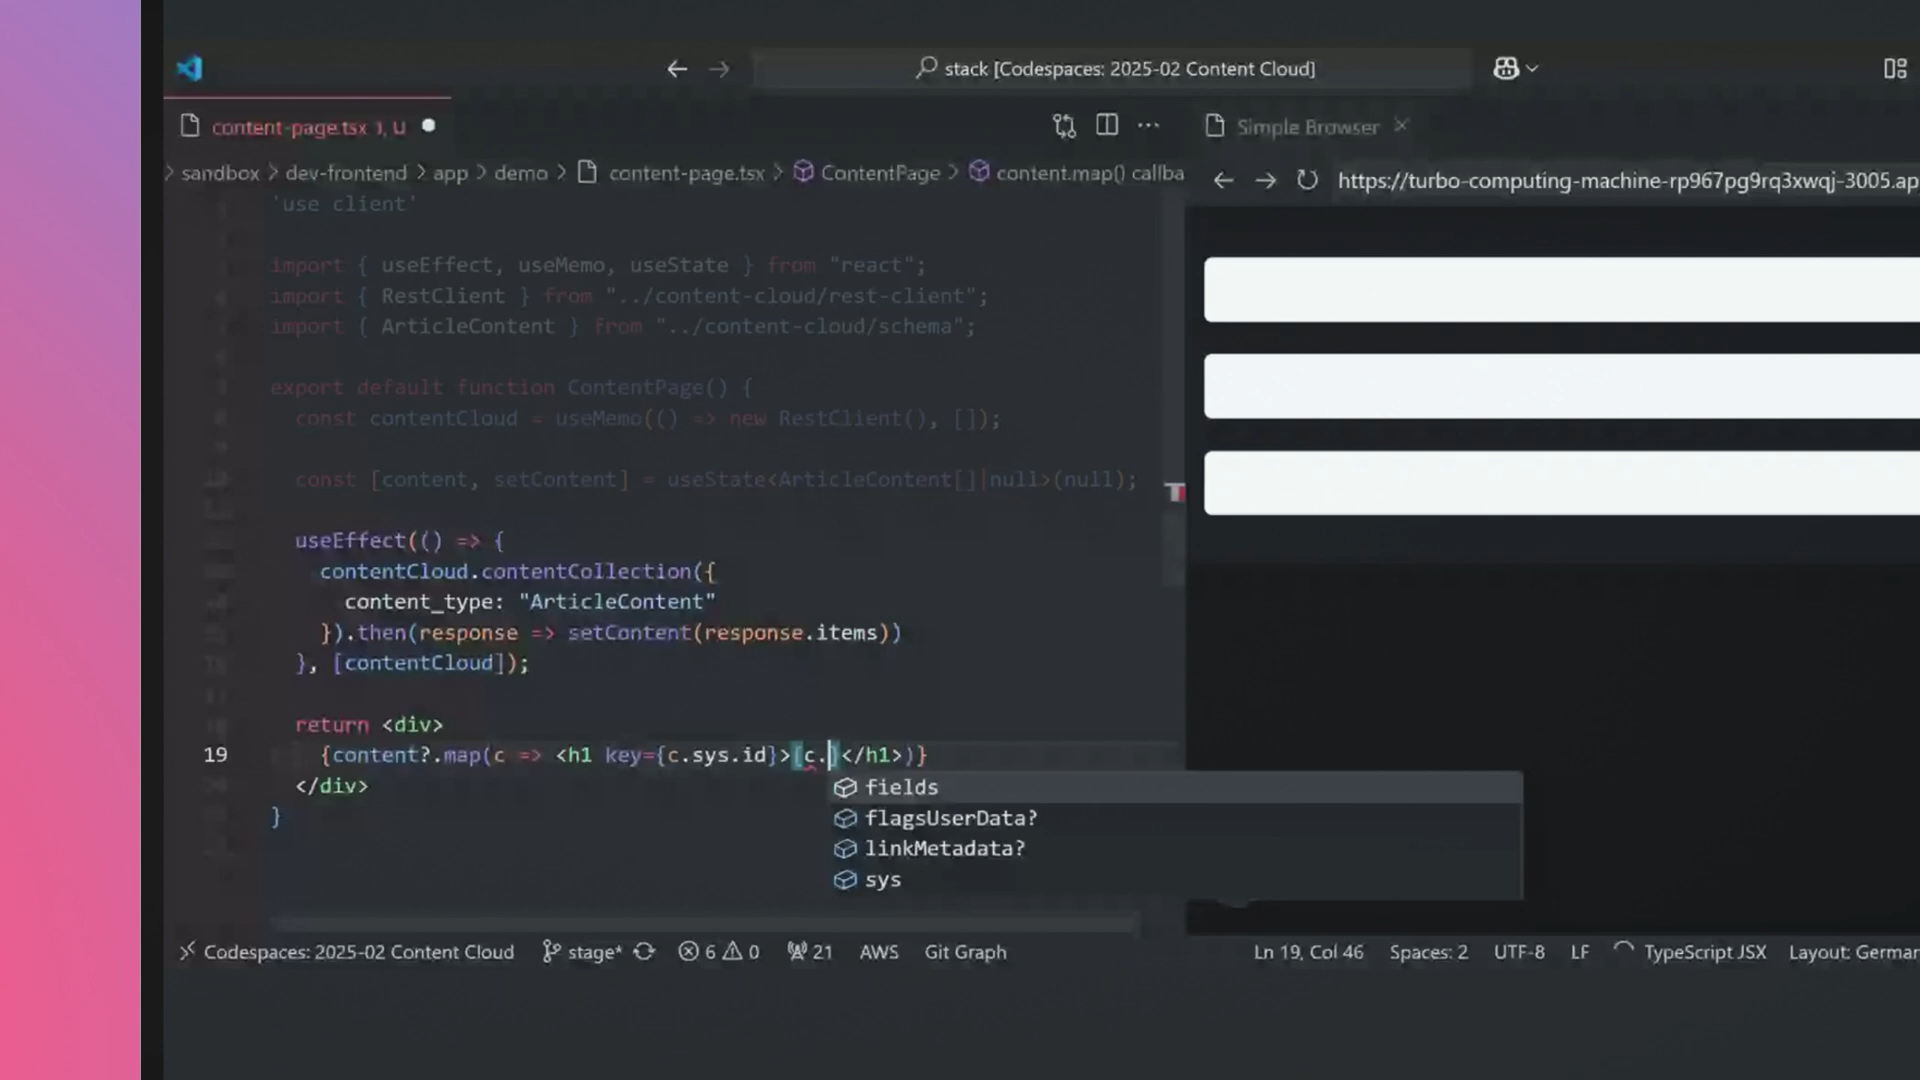 stack [Codespaces: 2025-02 Content Cloud]
content-page.tsx 1, U
Simple Browser
sandbox > dev-frontend > app > demo > content-page.tsx > ContentPage > content.map() callba
https://turbo-computing-machine-rp967pg9rq3xwqj-3005.ap
'use client'
import { useEffect, useMemo, useState } from "react";
import { RestClient } from "../content-cloud/rest-client";
import { ArticleContent } from "../content-cloud/schema";
export default function ContentPage() {
const contentCloud = useMemo(() => new RestClient(), []);
const [content, setContent] = useState<ArticleContent[]|null>(null);
useEffect(() => {
contentCloud.contentCollection({
content_type: "ArticleContent"
}).then(response => setContent(response.items))
}, [contentCloud]);
return <div>
19 {content?.map(c => <h1 key={c.sys.id}>{c.}</h1>)}
</div>
}
fields
flagsUserData?
linkMetadata?
sys
Codespaces: 2025-02 Content Cloud stage* 6 0 21 AWS Git Graph Ln 19, Col 46 Spaces: 2 UTF-8 LF TypeScript JSX Layout: German